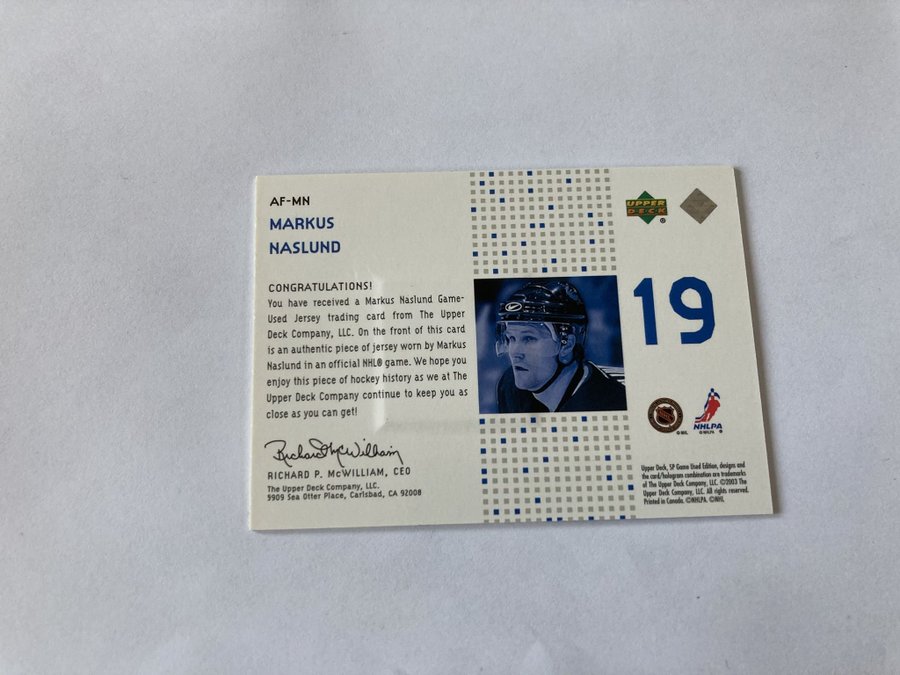 AF-MN
MARKUS
NASLUND
CONGRATULATIONS!
You have received a Markus Naslund Game-
Used Jersey trading card from The Upper
Deck Company, LLC. On the front of this card
is an authentic piece of jersey worn by Markus
Naslund in an official NHL® game. We hope you
enjoy this piece of hockey history as we at The
Upper Deck Company continue to keep you as
close as you can get!
Richard McWilliam
RICHARD P. McWILLIAM, CEO
The Upper Deck Company, LLC.
5909 Sea Otter Place, Carlsbad, CA 92008
UPPER
DECK
®
19
©NHL
NHLPA
©NHLPA ®
Upper Deck, SP Game Used Edition, designs and
the card/hologram combination are trademarks
of The Upper Deck Company, LLC. ©2003 The
Upper Deck Company, LLC. All rights reserved.
Printed in Canada. ©NHLPA. ©NHL